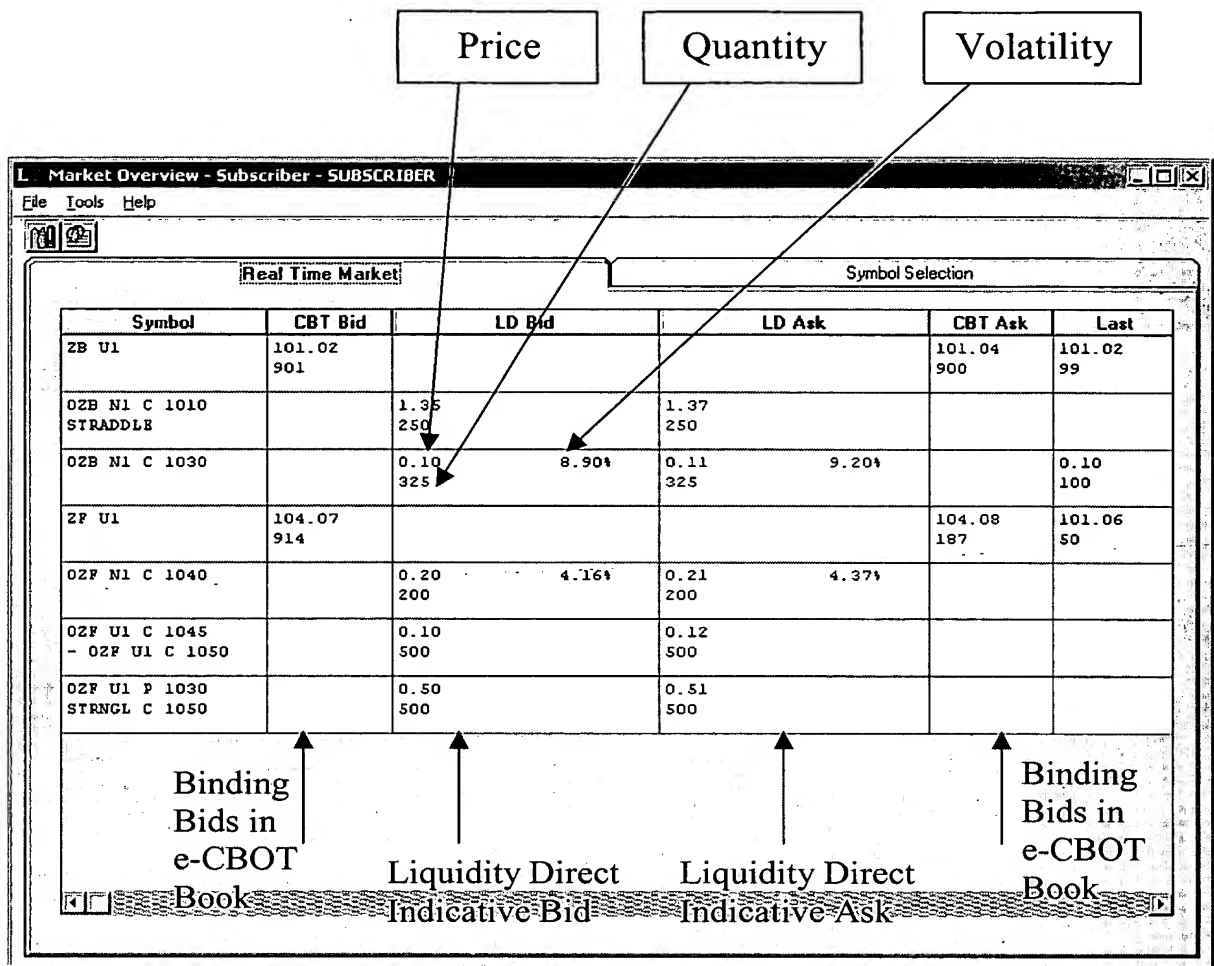 Price Quantity Volatility
L Market Overview - Subscriber - SUBSCRIBER
File Tools Help
Real Time Market Symbol Selection
Symbol CBT Bid LD Bid LD Ask CBT Ask Last
ZB U1 101.02 101.04 101.02
901 900 99
OZB N1 C 1010 1.35 1.37
STRADDLE 250 250
OZB N1 C 1030 0.10 8.90% 0.11 9.20% 0.10
325 325 100
ZF U1 104.07 104.08 101.06
914 187 50
OZF N1 C 1040 0.20 4.16% 0.21 4.37%
200 200
OZF U1 C 1045 0.10 0.12
- OZF U1 C 1050 500 500
OZF U1 P 1030 0.50 0.51
STRNGL C 1050 500 500
Binding
Bids in
e-CBOT
Book
Liquidity Direct
Indicative Bid
Liquidity Direct
Indicative Ask
Binding
Bids in
e-CBOT
Book